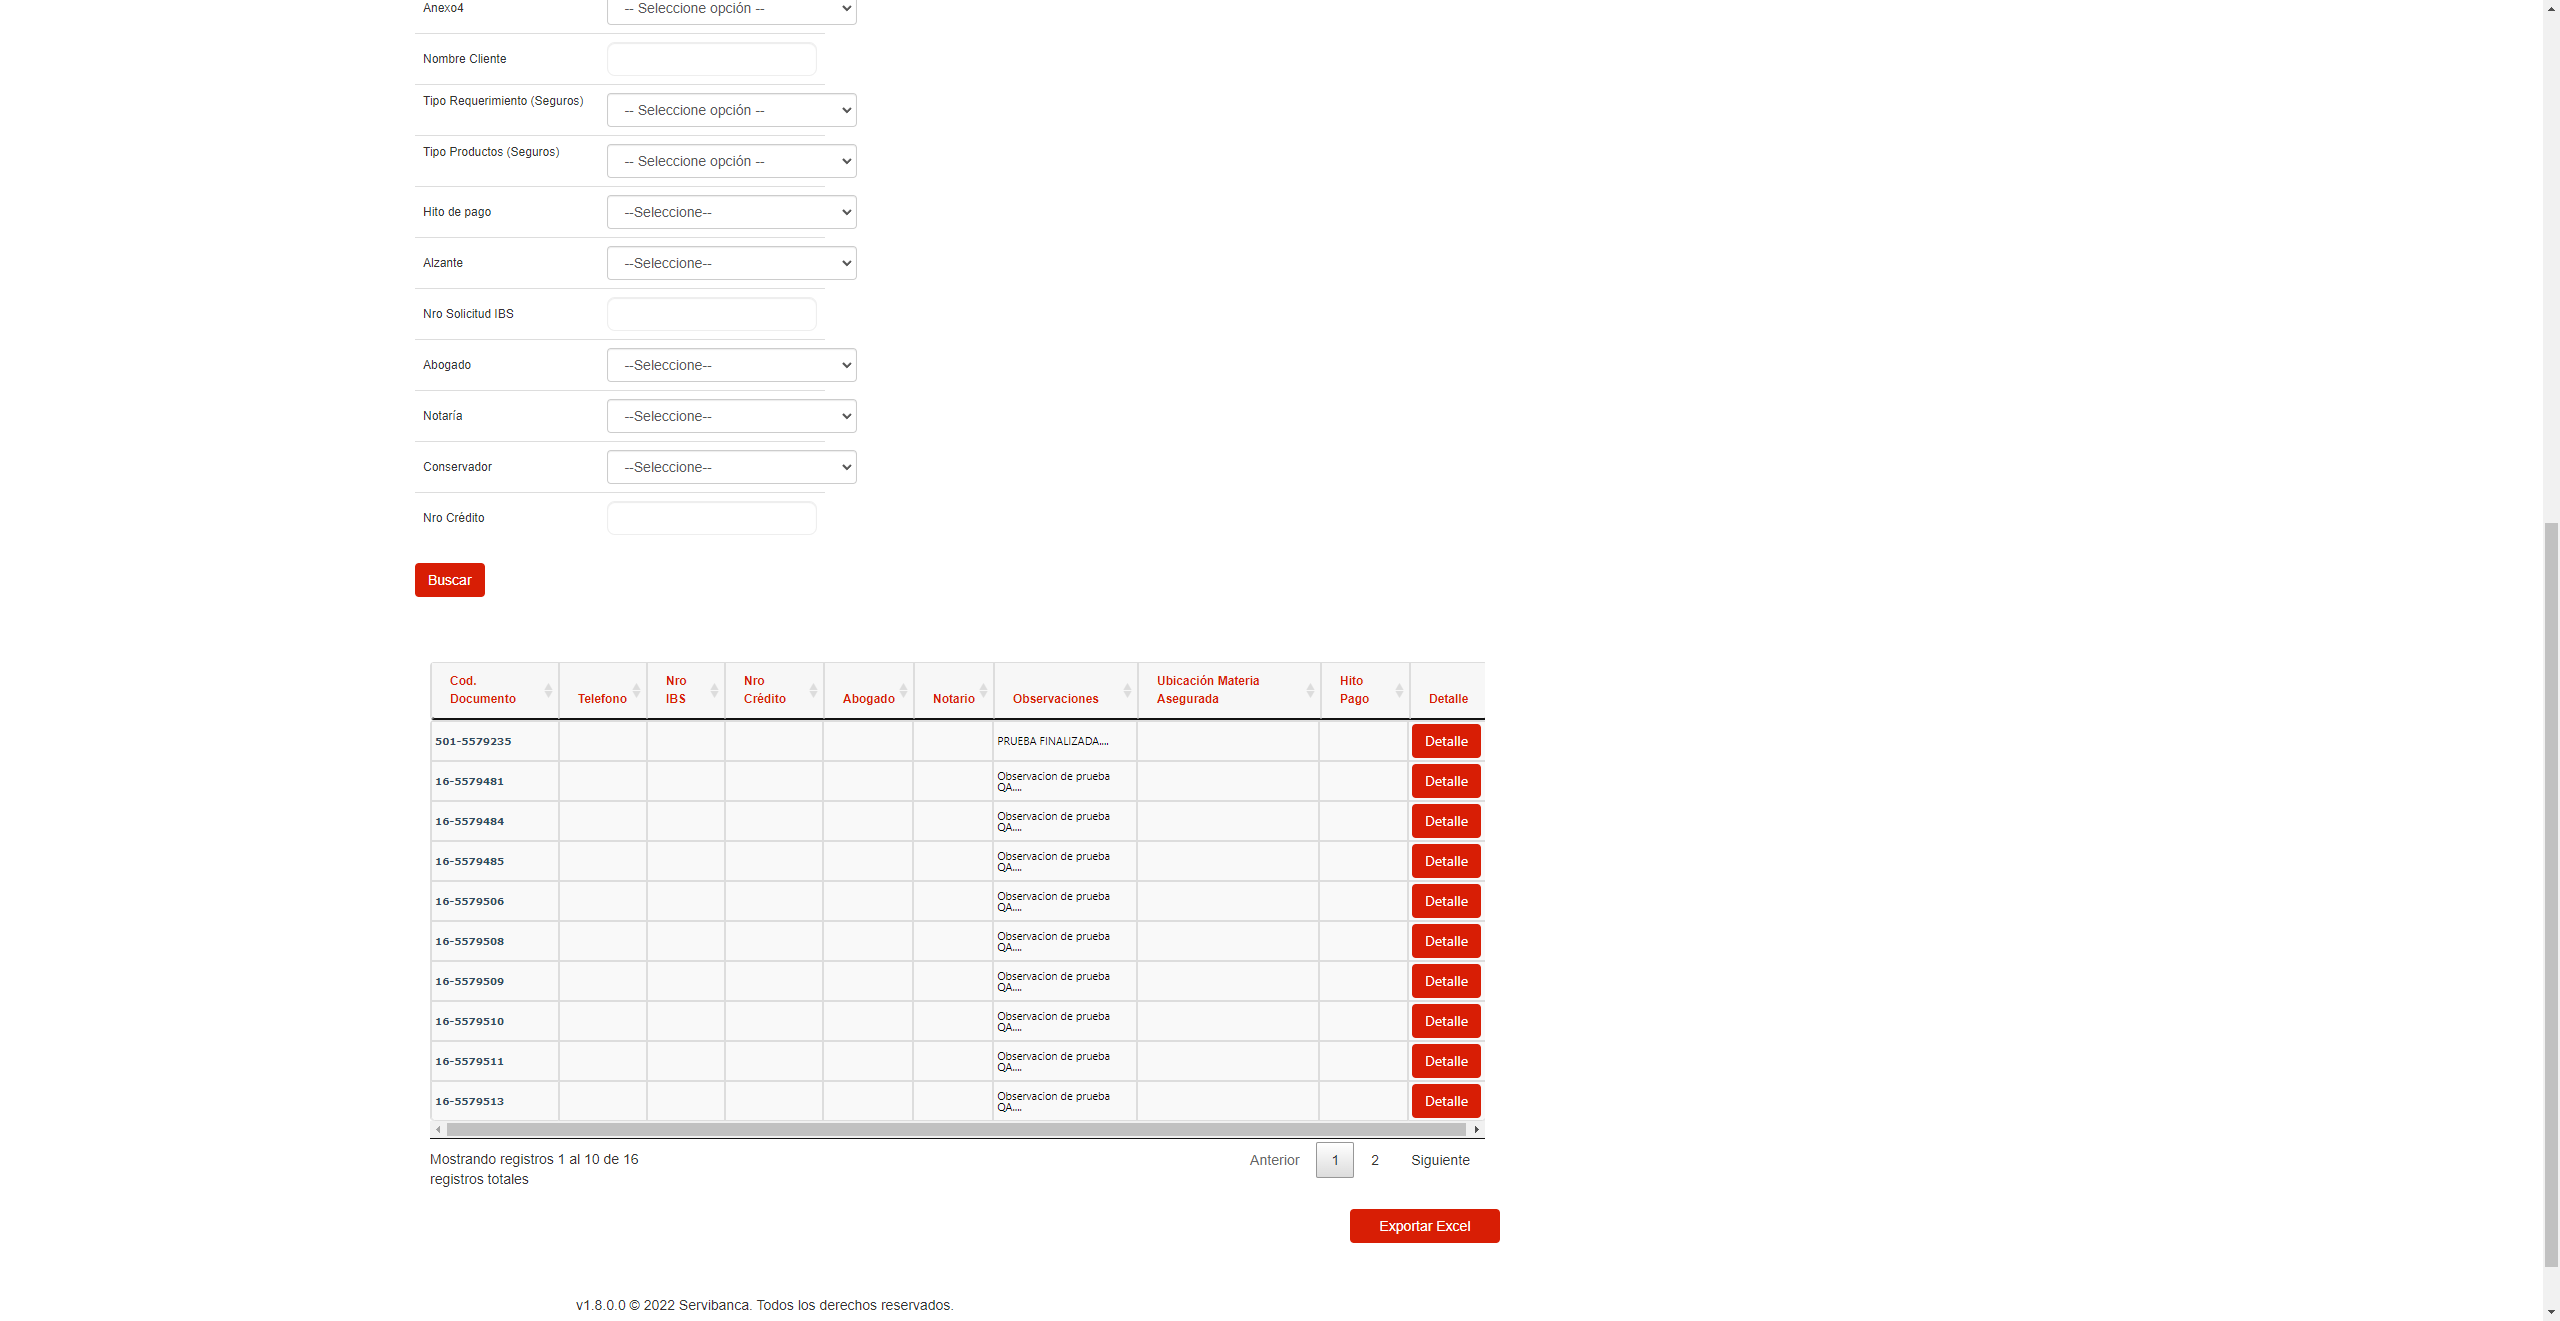 Anexo4
-- Seleccione opción --
Nombre Cliente
Tipo Requerimiento (Seguros)
-- Seleccione opción --
Tipo Productos (Seguros)
-- Seleccione opción --
Hito de pago
--Seleccione--
Alzante
--Seleccione--
Nro Solicitud IBS
Abogado
--Seleccione--
Notaría
--Seleccione--
Conservador
--Seleccione--
Nro Crédito
Buscar
Cod. Documento Telefono Nro IBS Nro Crédito Abogado Notario Observaciones Ubicación Materia Asegurada Hito Pago Detalle
501-5579235 PRUEBA FINALIZADA.... Detalle
16-5579481 Observacion de prueba QA.... Detalle
16-5579484 Observacion de prueba QA.... Detalle
16-5579485 Observacion de prueba QA.... Detalle
16-5579506 Observacion de prueba QA.... Detalle
16-5579508 Observacion de prueba QA.... Detalle
16-5579509 Observacion de prueba QA.... Detalle
16-5579510 Observacion de prueba QA.... Detalle
16-5579511 Observacion de prueba QA.... Detalle
16-5579513 Observacion de prueba QA.... Detalle
Mostrando registros 1 al 10 de 16
registros totales
Anterior 1 2 Siguiente
Exportar Excel
v1.8.0.0 © 2022 Servibanca. Todos los derechos reservados.